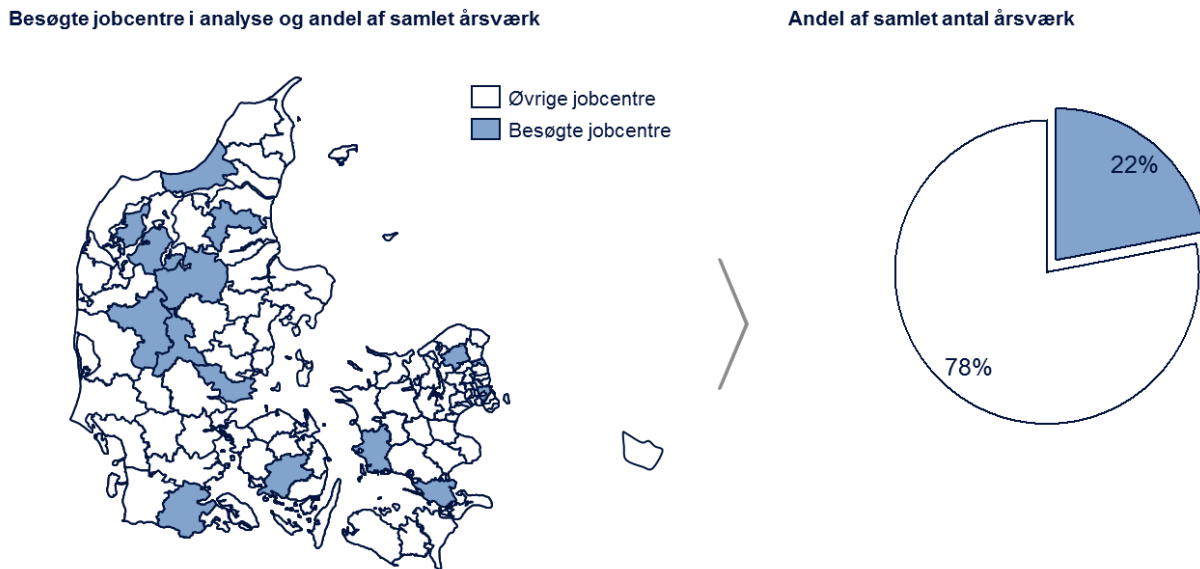 Besøgte jobcentre i analyse og andel af samlet årsværk
Andel af samlet antal årsværk
Øvrige jobcentre
Besøgte jobcentre
22%
78%